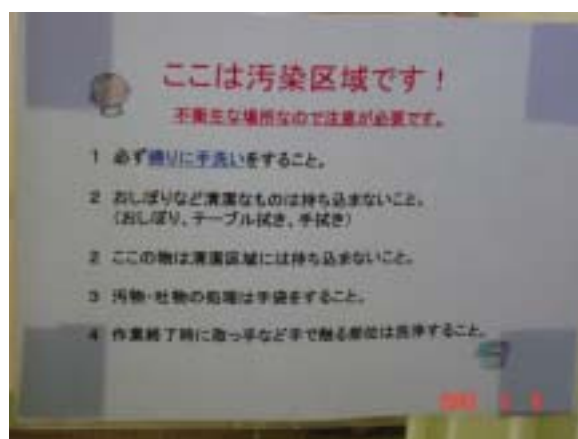 ここは汚染区域です！
不衛生な場所なので注意が必要です。
1 必ず帰りに手洗いをすること。
2 おしぼりなど清潔なものは持ち込まないこと。
（おしぼり、テーブル拭き、手拭き）
2 ここの物は清潔区域には持ち込まないこと。
3 汚物・吐物の処理は手袋をすること。
4 作業終了時に取っ手など手で触る部位は洗浄すること。